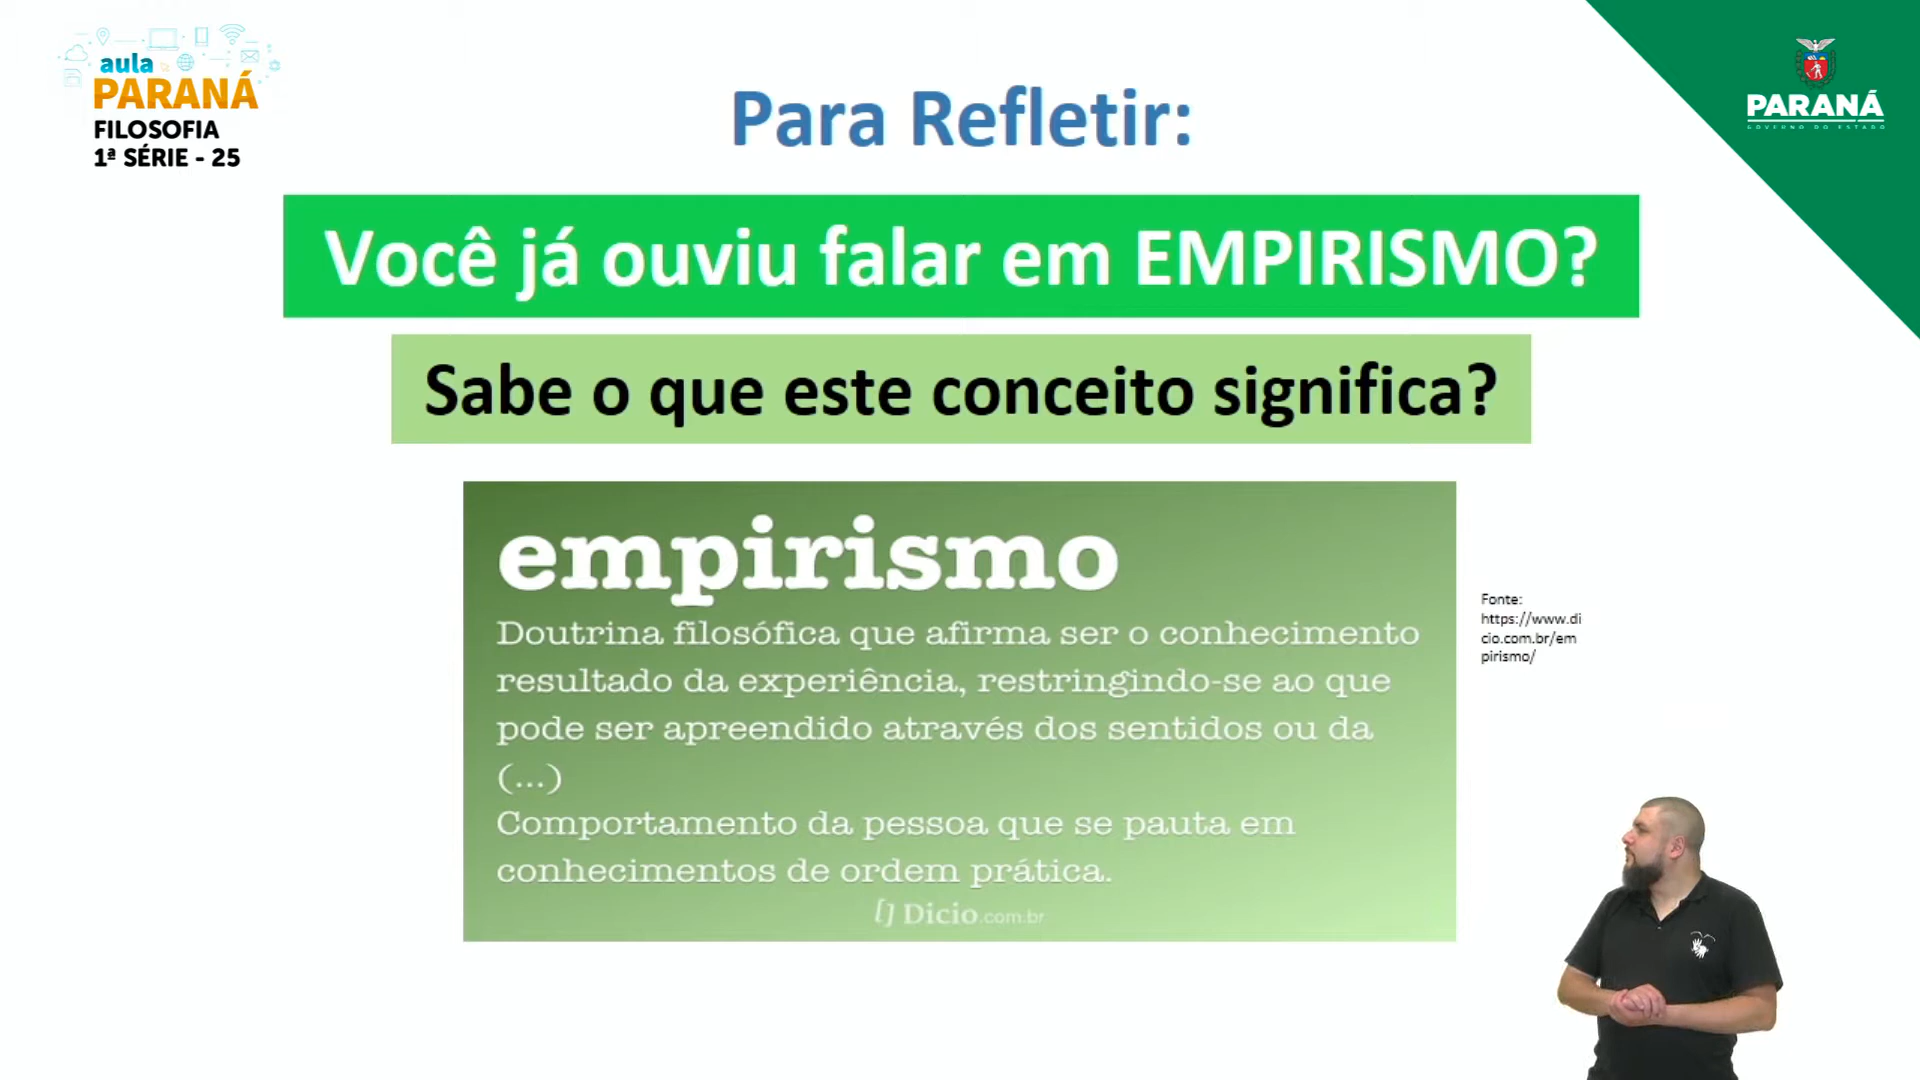 aula
PARANÁ
FILOSOFIA
1ª SÉRIE - 25
PARANÁ
GOVERNO DO ESTADO
Para Refletir:
Você já ouviu falar em EMPIRISMO?
Sabe o que este conceito significa?
empirismo
Doutrina filosófica que afirma ser o conhecimento
resultado da experiência, restringindo-se ao que
pode ser apreendido através dos sentidos ou da
(...)
Comportamento da pessoa que se pauta em
conhecimentos de ordem prática.
Dicio.com.br
Fonte:
https://www.di
cio.com.br/em
pirismo/